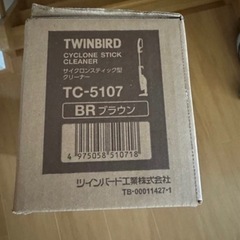 TWINBIRD
CYCLONE STICK
CLEANER
サイクロンスティック型
クリーナー
TC-5107
BR ブラウン
4 975058 510718
ツインバード工業株式会社
TB-00011427-1